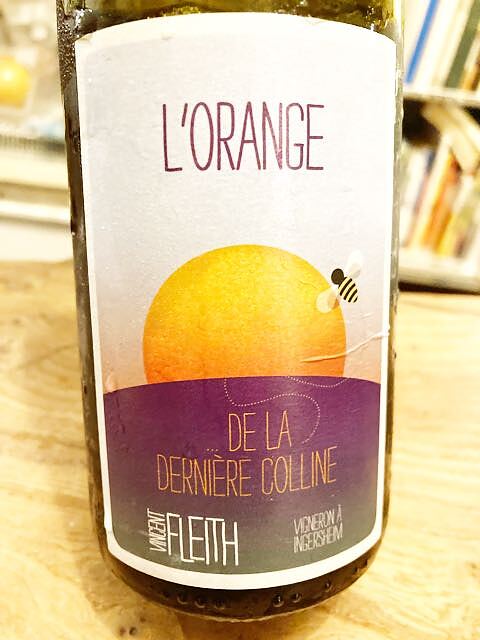 L'ORANGE
DE LA
DERNIÈRE COLLINE
VINCENT FLEITH
VIGNERON À
INGERSHEIM